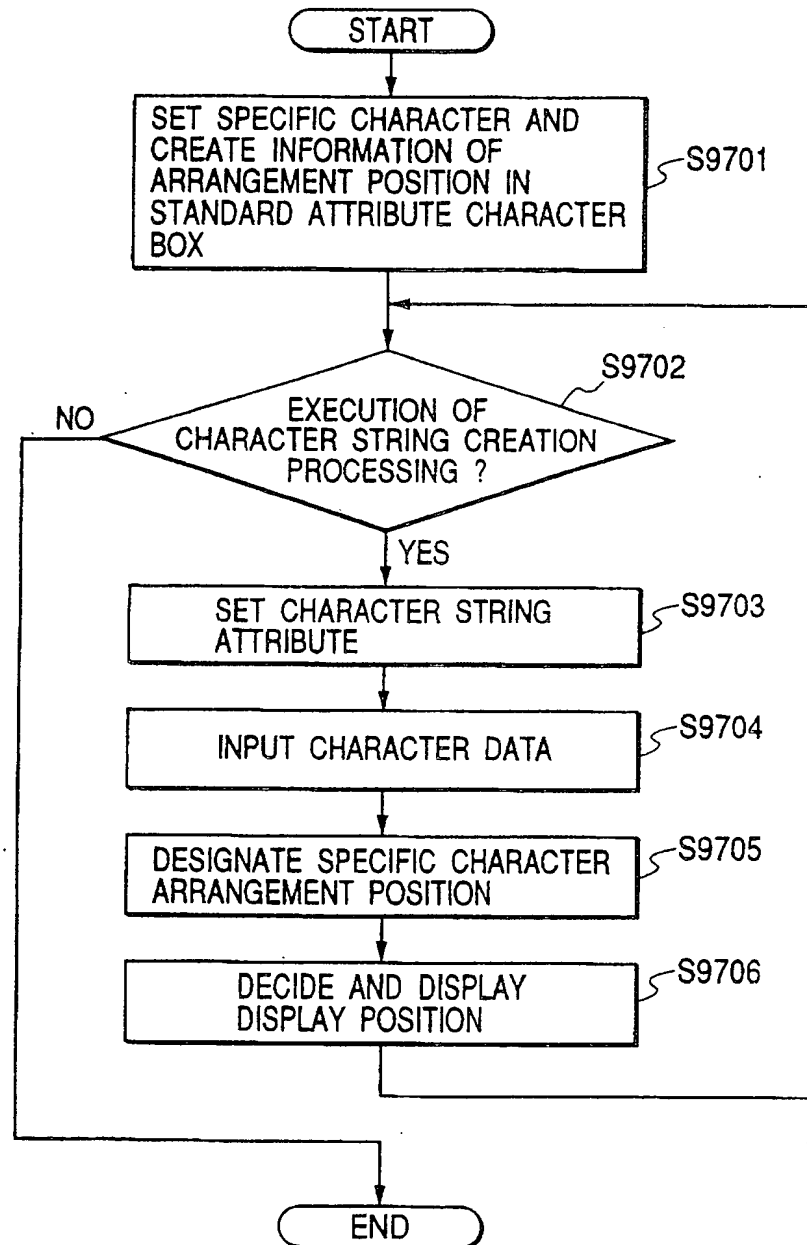 START
SET SPECIFIC CHARACTER AND
CREATE INFORMATION OF
ARRANGEMENT POSITION IN
STANDARD ATTRIBUTE CHARACTER
BOX
S9701
S9702
NO
EXECUTION OF
CHARACTER STRING CREATION
PROCESSING ?
YES
SET CHARACTER STRING
ATTRIBUTE
S9703
INPUT CHARACTER DATA
S9704
DESIGNATE SPECIFIC CHARACTER
ARRANGEMENT POSITION
S9705
DECIDE AND DISPLAY
DISPLAY POSITION
S9706
END